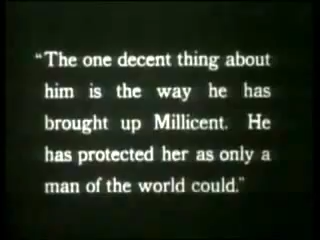 "The one decent thing about
him is the way he has
brought up Millicent. He
has protected her as only a
man of the world could."